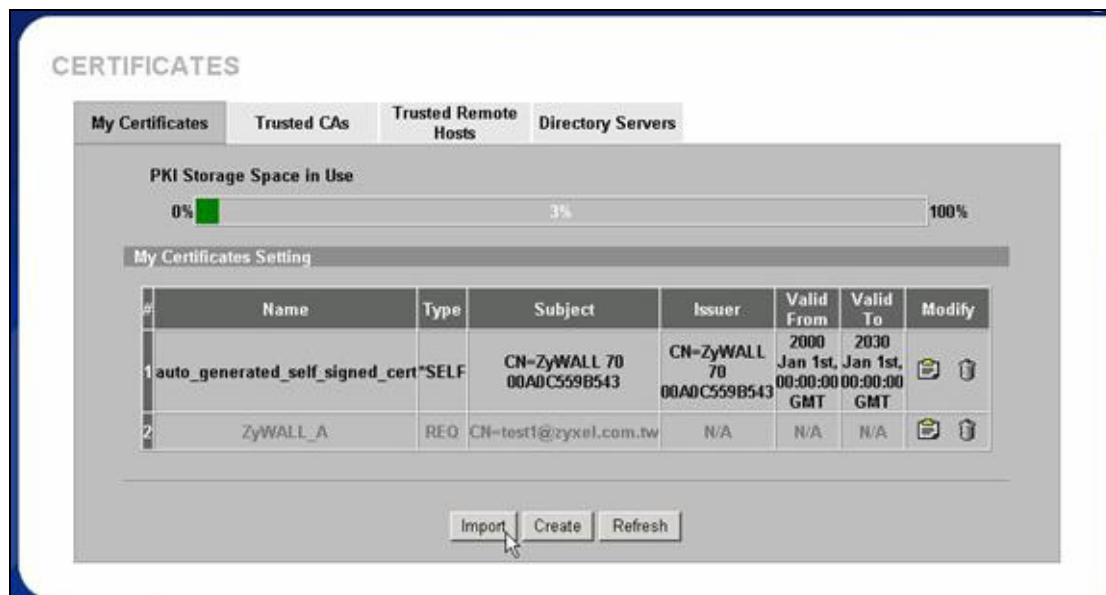 CERTIFICATES
My Certificates
Trusted CAs
Trusted Remote
Hosts
Directory Servers
PKI Storage Space in Use
0%
3%
100%
My Certificates Setting
# Name Type Subject Issuer Valid From Valid To Modify
1 auto_generated_self_signed_cert *SELF CN=ZyWALL 70 00A0C559B543 CN=ZyWALL 70 00A0C559B543 2000 Jan 1st, 00:00:00 GMT 2030 Jan 1st, 00:00:00 GMT
2 ZyWALL_A REQ CN=test1@zyxel.com.tw N/A N/A N/A
Import Create Refresh